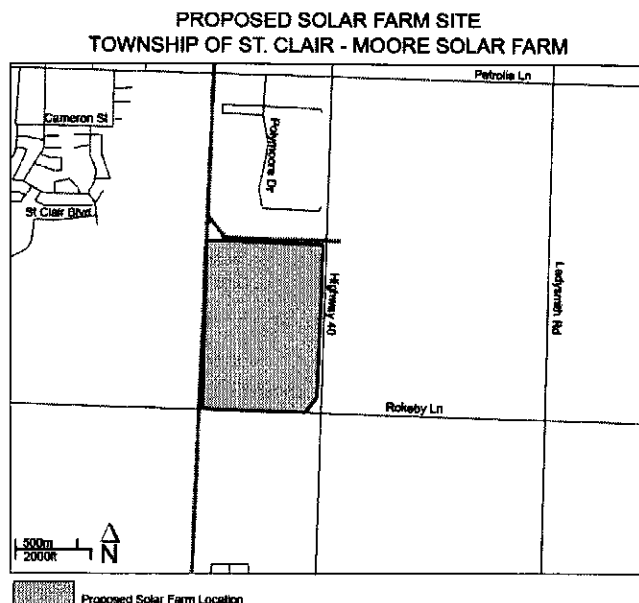 PROPOSED SOLAR FARM SITE
TOWNSHIP OF ST. CLAIR - MOORE SOLAR FARM
Petrolia Ln
Cameron St
Polymoore Dr
St Clair Blvd
Highway 40
Ladysmith Rd
Rokeby Ln
500m
2000ft
N
Proposed Solar Farm Location